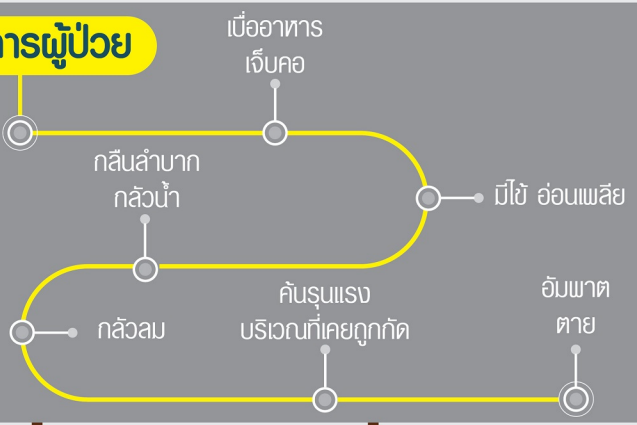 การผู้ป่วย
เบื่ออาหาร
เจ็บคอ
มีไข้ อ่อนเพลีย
กลืนลำบาก
กลัวน้ำ
กลัวลม
คันรุนแรง
บริเวณที่เคยถูกกัด
อัมพาต
ตาย